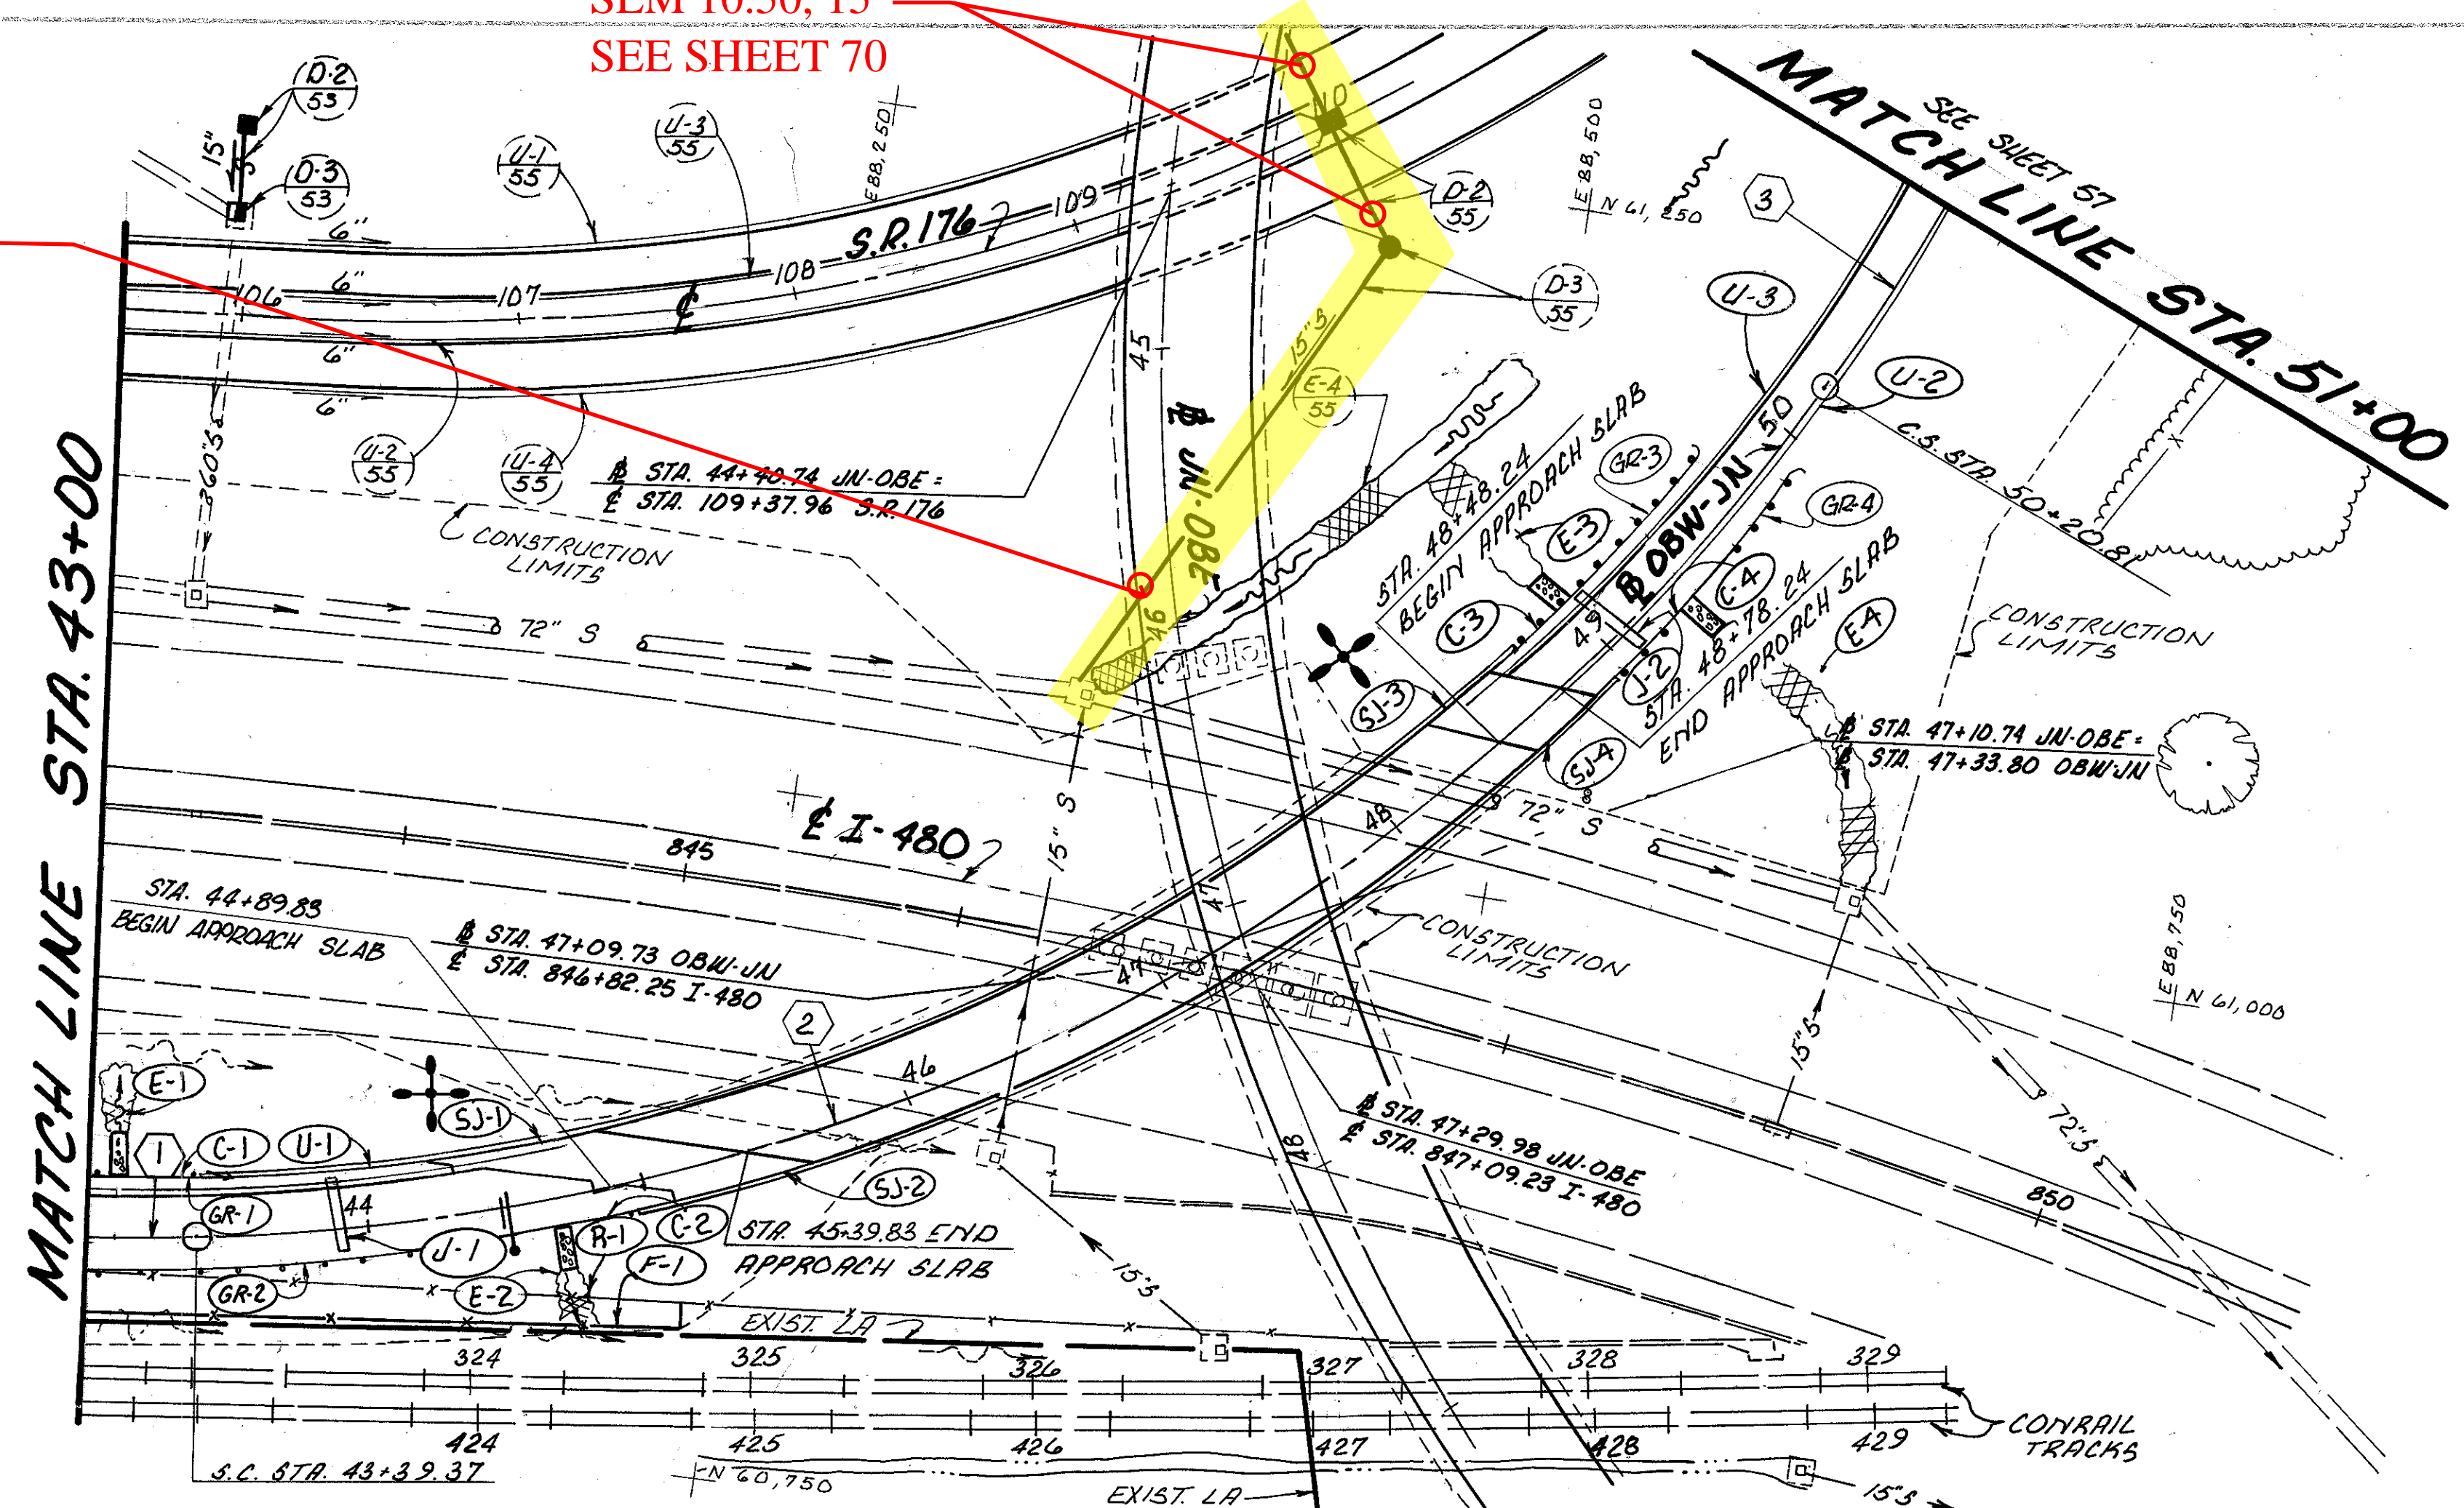 SEE SHEET 70
D-2
53
15"
S
D-3
53
U-1
55
U-3
55
E 88,250
10
D-2
55
E 88,500
N 61,250
3
SEE SHEET 57
MATCH LINE STA. 51+00
6"
S.R. 176
109
108
6"
106
107
℄
6"
6"
360"S
U-2
55
U-4
55
D-3
55
15"S
E-4
55
45
℄ STA. 44+40.74 JN-OBE =
℄ STA. 109+37.96 S.R. 176
JN-OBE
46
CONSTRUCTION
LIMITS
72" S
MATCH LINE STA. 43+00
U-3
U-2
50
C.S. STA. 50+20.8
STA. 48+48.24
BEGIN APPROACH SLAB
GR-3
GR-4
OBW-JN
E-3
C-3
C-4
49
J-2
E-4
STA. 48+78.24
END APPROACH SLAB
CONSTRUCTION
LIMITS
SJ-3
SJ-4
STA. 47+10.74 JN-OBE =
STA. 47+33.80 OBW-JN
℄ I-480
845
15" S
48
72" S
47
CONSTRUCTION
LIMITS
STA. 44+89.83
BEGIN APPROACH SLAB
STA. 47+09.73 OBW-JN
℄ STA. 846+82.25 I-480
47
E 88,750
N 61,000
2
46
15"S
E-1
SJ-1
1
C-1
U-1
SJ-2
48
STA. 47+29.98 JN-OBE
℄ STA. 847+09.23 I-480
72"S
850
GR-1
44
J-1
R-1
C-2
STA. 45+39.83 END
APPROACH SLAB
F-1
GR-2
E-2
15"S
EXIST. LA
324
325
326
327
328
329
424
425
426
427
428
429
CONRAIL
TRACKS
S.C. STA. 43+39.37
N 60,750
EXIST. LA
15"S